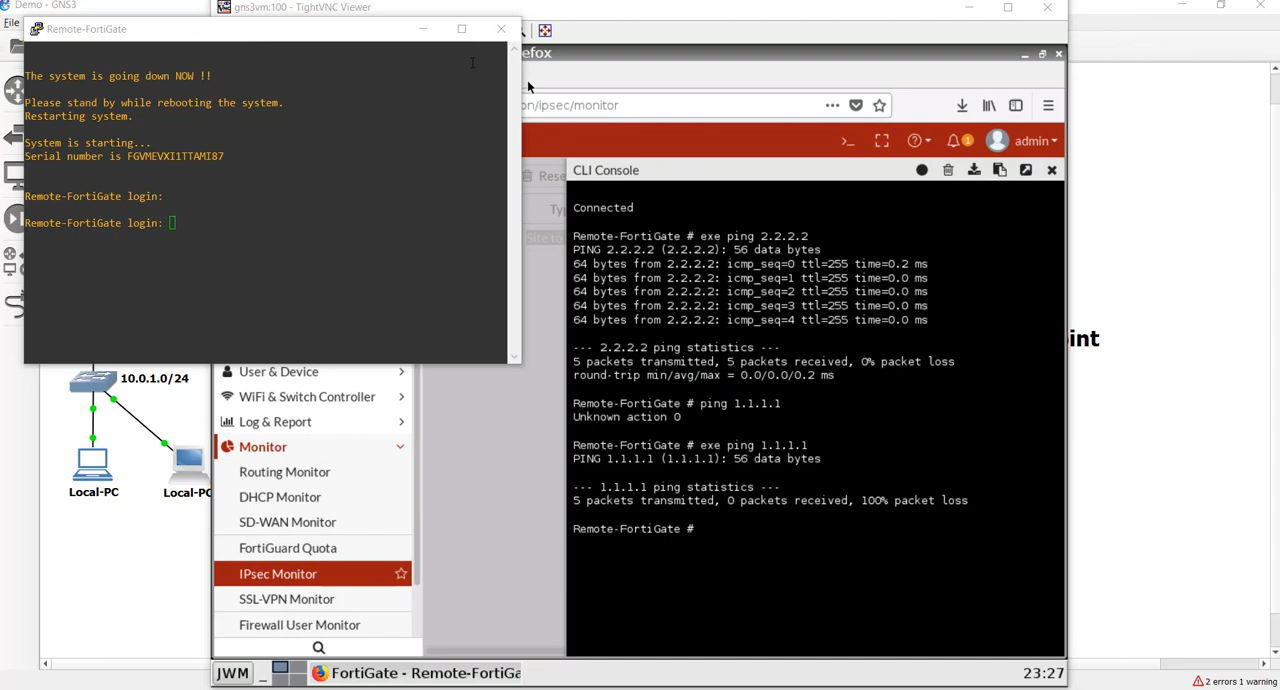 Demo - GNS3
File
gns3vm:100 - TightVNC Viewer
Remote-FortiGate
The system is going down NOW !!
Please stand by while rebooting the system.
Restarting system.
System is starting...
Serial number is FGVMEVXI1TTAMI87
Remote-FortiGate login:
Remote-FortiGate login:
efox
on/ipsec/monitor
admin
1
Rese
Ty
Site to
CLI Console
Connected
Remote-FortiGate # exe ping 2.2.2.2
PING 2.2.2.2 (2.2.2.2): 56 data bytes
64 bytes from 2.2.2.2: icmp_seq=0 ttl=255 time=0.2 ms
64 bytes from 2.2.2.2: icmp_seq=1 ttl=255 time=0.0 ms
64 bytes from 2.2.2.2: icmp_seq=2 ttl=255 time=0.0 ms
64 bytes from 2.2.2.2: icmp_seq=3 ttl=255 time=0.0 ms
64 bytes from 2.2.2.2: icmp_seq=4 ttl=255 time=0.0 ms
--- 2.2.2.2 ping statistics ---
5 packets transmitted, 5 packets received, 0% packet loss
round-trip min/avg/max = 0.0/0.0/0.2 ms
Remote-FortiGate # ping 1.1.1.1
Unknown action 0
Remote-FortiGate # exe ping 1.1.1.1
PING 1.1.1.1 (1.1.1.1): 56 data bytes
--- 1.1.1.1 ping statistics ---
5 packets transmitted, 0 packets received, 100% packet loss
Remote-FortiGate #
int
10.0.1.0/24
Local-PC
Local-PC
User & Device
WiFi & Switch Controller
Log & Report
Monitor
Routing Monitor
DHCP Monitor
SD-WAN Monitor
FortiGuard Quota
IPsec Monitor
SSL-VPN Monitor
Firewall User Monitor
JWM
FortiGate - Remote-FortiGa
23:27
2 errors 1 warning